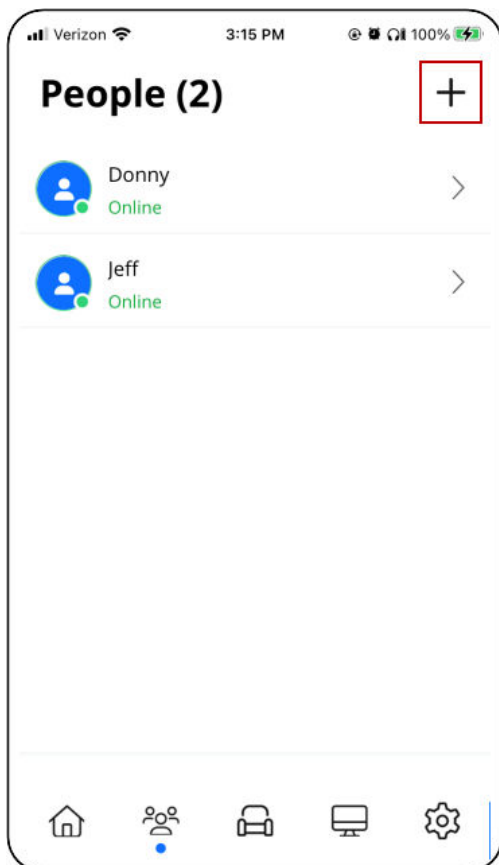 Verizon 3:15 PM 100%
People (2)
Donny
Online
Jeff
Online